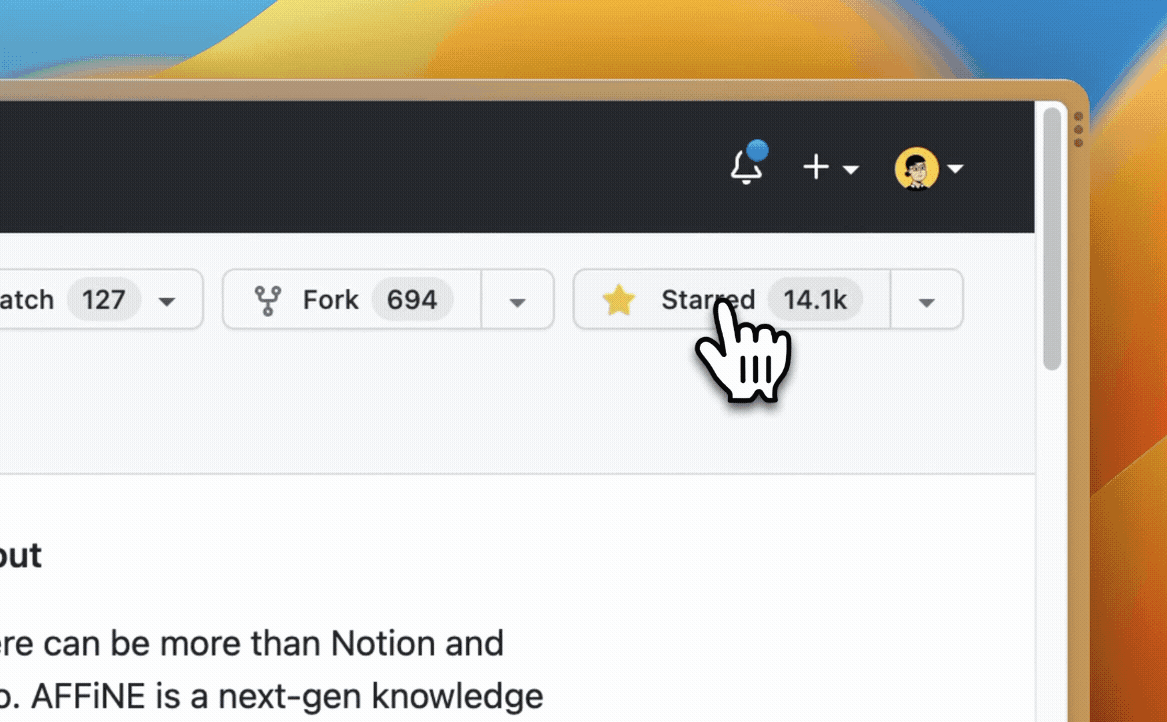 atch 127 Fork 694 Starred 14.1k
out
ere can be more than Notion and
o. AFFiNE is a next-gen knowledge